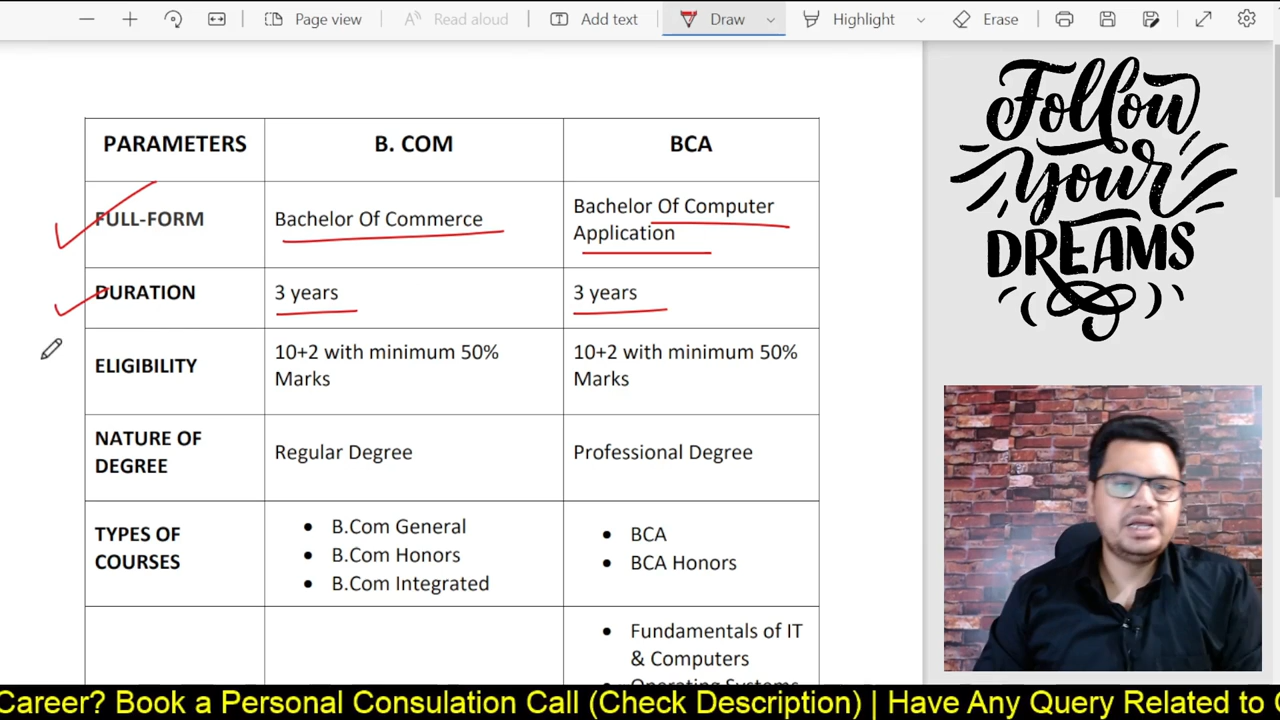 Page view
Read aloud
Add text
Draw
Highlight
Erase
PARAMETERS
B. COM
BCA
FULL-FORM
Bachelor Of Commerce
Bachelor Of Computer
Application
DURATION
3 years
3 years
ELIGIBILITY
10+2 with minimum 50%
Marks
10+2 with minimum 50%
Marks
NATURE OF
DEGREE
Regular Degree
Professional Degree
TYPES OF
COURSES
• B.Com General
• B.Com Honors
• B.Com Integrated
• BCA
• BCA Honors
• Fundamentals of IT
& Computers
• Operating Systems
Follow
Your
DREAMS
Career? Book a Personal Consulation Call (Check Description) | Have Any Query Related to